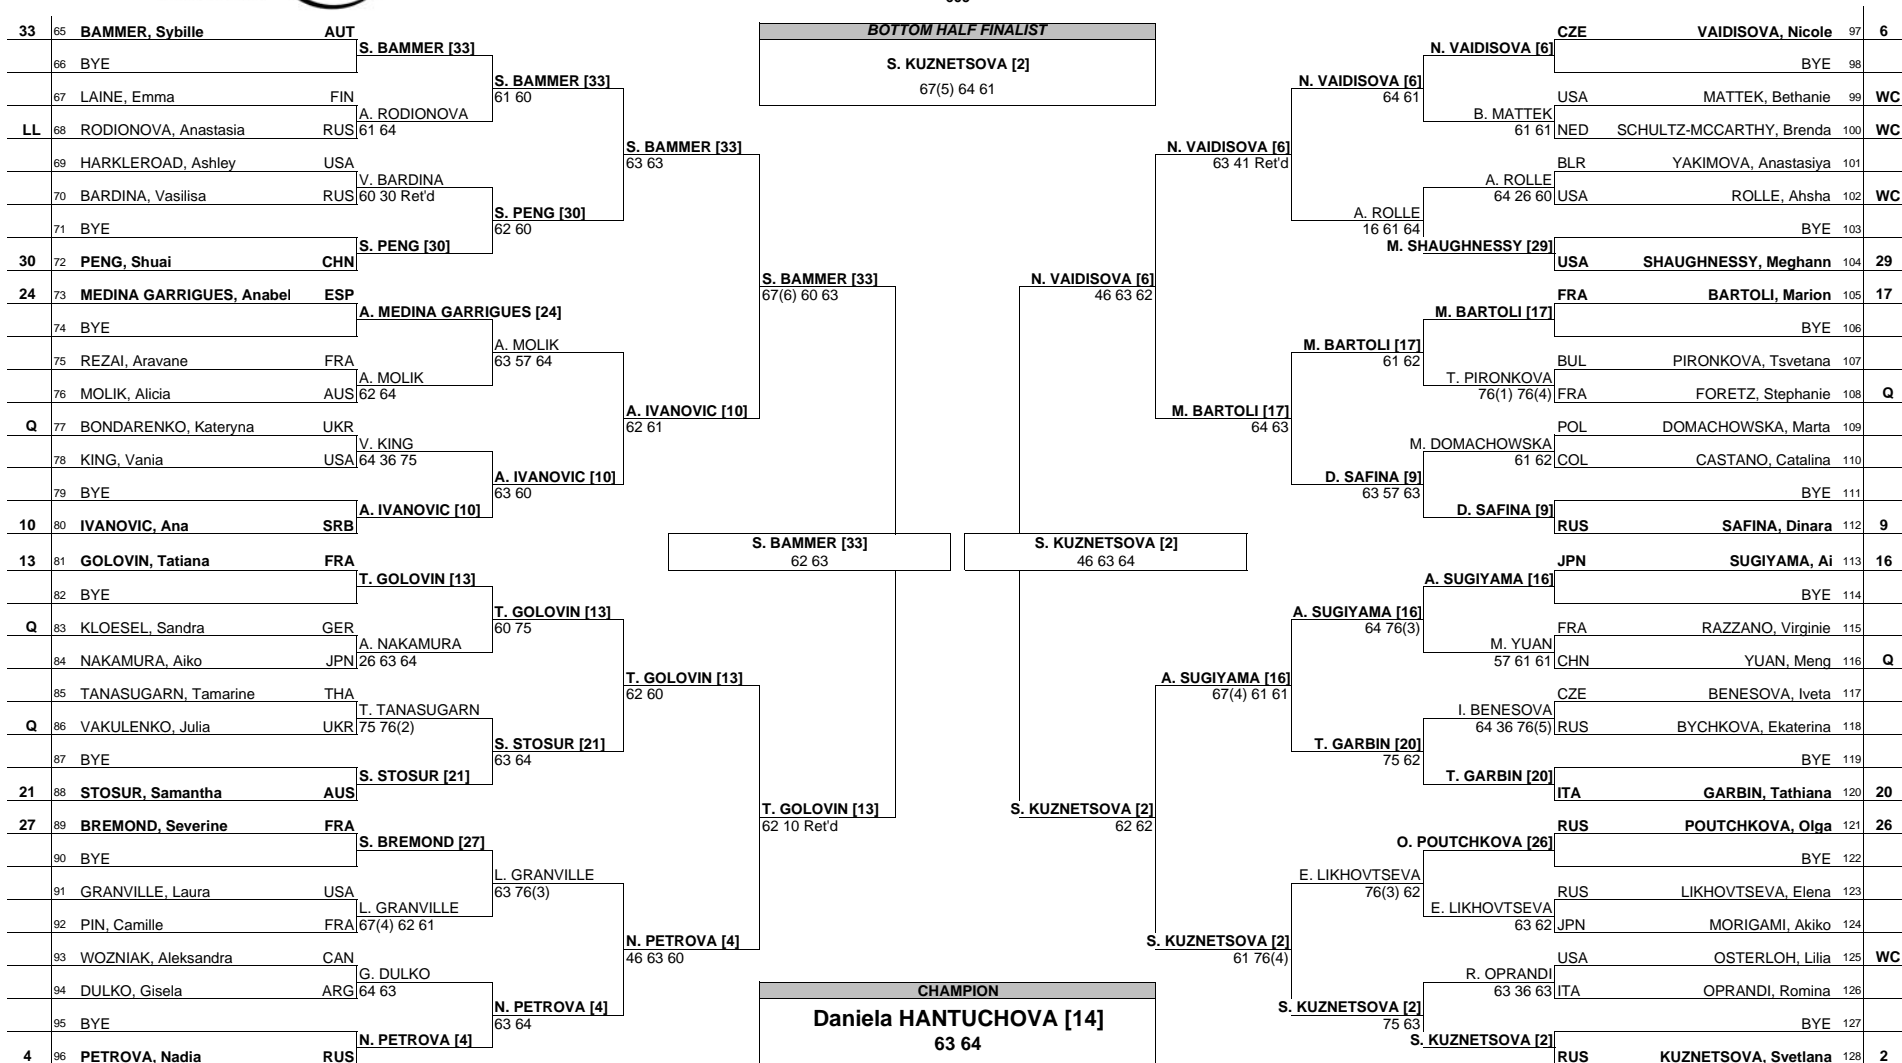 33 65 BAMMER, Sybille AUT
S. BAMMER [33]
66 BYE
S. BAMMER [33]
61 60
67 LAINE, Emma FIN
A. RODIONOVA
61 64
LL 68 RODIONOVA, Anastasia RUS
S. BAMMER [33]
63 63
69 HARKLEROAD, Ashley USA
V. BARDINA
60 30 Ret'd
70 BARDINA, Vasilisa RUS
S. PENG [30]
62 60
71 BYE
S. PENG [30]
30 72 PENG, Shuai CHN
S. BAMMER [33]
67(6) 60 63
24 73 MEDINA GARRIGUES, Anabel ESP
A. MEDINA GARRIGUES [24]
74 BYE
A. MOLIK
63 57 64
75 REZAI, Aravane FRA
A. MOLIK
62 64
76 MOLIK, Alicia AUS
A. IVANOVIC [10]
62 61
Q 77 BONDARENKO, Kateryna UKR
V. KING
64 36 75
78 KING, Vania USA
A. IVANOVIC [10]
63 60
79 BYE
A. IVANOVIC [10]
10 80 IVANOVIC, Ana SRB
S. BAMMER [33]
62 63
13 81 GOLOVIN, Tatiana FRA
T. GOLOVIN [13]
82 BYE
T. GOLOVIN [13]
60 75
Q 83 KLOESEL, Sandra GER
A. NAKAMURA
26 63 64
84 NAKAMURA, Aiko JPN
T. GOLOVIN [13]
62 60
85 TANASUGARN, Tamarine THA
T. TANASUGARN
75 76(2)
Q 86 VAKULENKO, Julia UKR
S. STOSUR [21]
63 64
87 BYE
S. STOSUR [21]
21 88 STOSUR, Samantha AUS
T. GOLOVIN [13]
62 10 Ret'd
27 89 BREMOND, Severine FRA
S. BREMOND [27]
90 BYE
L. GRANVILLE
63 76(3)
91 GRANVILLE, Laura USA
L. GRANVILLE
67(4) 62 61
92 PIN, Camille FRA
N. PETROVA [4]
46 63 60
93 WOZNIAK, Aleksandra CAN
G. DULKO
64 63
94 DULKO, Gisela ARG
N. PETROVA [4]
63 64
95 BYE
N. PETROVA [4]
4 96 PETROVA, Nadia RUS
BOTTOM HALF FINALIST
S. KUZNETSOVA [2]
67(5) 64 61
CZE VAIDISOVA, Nicole 97 6
N. VAIDISOVA [6]
BYE 98
N. VAIDISOVA [6]
64 61
USA MATTEK, Bethanie 99 WC
B. MATTEK
61 61
NED SCHULTZ-MCCARTHY, Brenda 100 WC
N. VAIDISOVA [6]
63 41 Ret'd
BLR YAKIMOVA, Anastasiya 101
A. ROLLE
64 26 60
USA ROLLE, Ahsha 102 WC
A. ROLLE
16 61 64
BYE 103
M. SHAUGHNESSY [29]
USA SHAUGHNESSY, Meghann 104 29
N. VAIDISOVA [6]
46 63 62
FRA BARTOLI, Marion 105 17
M. BARTOLI [17]
BYE 106
M. BARTOLI [17]
61 62
BUL PIRONKOVA, Tsvetana 107
T. PIRONKOVA
76(1) 76(4)
FRA FORETZ, Stephanie 108 Q
M. BARTOLI [17]
64 63
POL DOMACHOWSKA, Marta 109
M. DOMACHOWSKA
61 62
COL CASTANO, Catalina 110
D. SAFINA [9]
63 57 63
BYE 111
D. SAFINA [9]
RUS SAFINA, Dinara 112 9
S. KUZNETSOVA [2]
46 63 64
JPN SUGIYAMA, Ai 113 16
A. SUGIYAMA [16]
BYE 114
A. SUGIYAMA [16]
64 76(3)
FRA RAZZANO, Virginie 115
M. YUAN
57 61 61
CHN YUAN, Meng 116 Q
A. SUGIYAMA [16]
67(4) 61 61
CZE BENESOVA, Iveta 117
I. BENESOVA
64 36 76(5)
RUS BYCHKOVA, Ekaterina 118
T. GARBIN [20]
75 62
BYE 119
T. GARBIN [20]
ITA GARBIN, Tathiana 120 20
S. KUZNETSOVA [2]
62 62
RUS POUTCHKOVA, Olga 121 26
O. POUTCHKOVA [26]
BYE 122
E. LIKHOVTSEVA
76(3) 62
RUS LIKHOVTSEVA, Elena 123
E. LIKHOVTSEVA
63 62
JPN MORIGAMI, Akiko 124
S. KUZNETSOVA [2]
61 76(4)
USA OSTERLOH, Lilia 125 WC
R. OPRANDI
63 36 63
ITA OPRANDI, Romina 126
S. KUZNETSOVA [2]
75 63
BYE 127
S. KUZNETSOVA [2]
RUS KUZNETSOVA, Svetlana 128 2
CHAMPION
Daniela HANTUCHOVA [14]
63 64